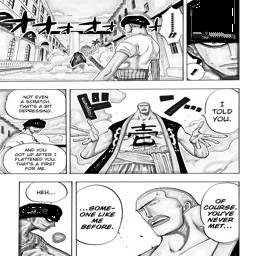 I TOLD
YOU.
NOT EVEN
A SCRATCH.
THAT'S A BIT
DEPRESSING.
AND YOU
GOT UP AFTER I
FLATTENED YOU.
THAT'S A FIRST
FOR ME.
OF
COURSE.
YOU'VE
NEVER
MET...
...SOME-
ONE LIKE
ME
BEFORE.
HEH...